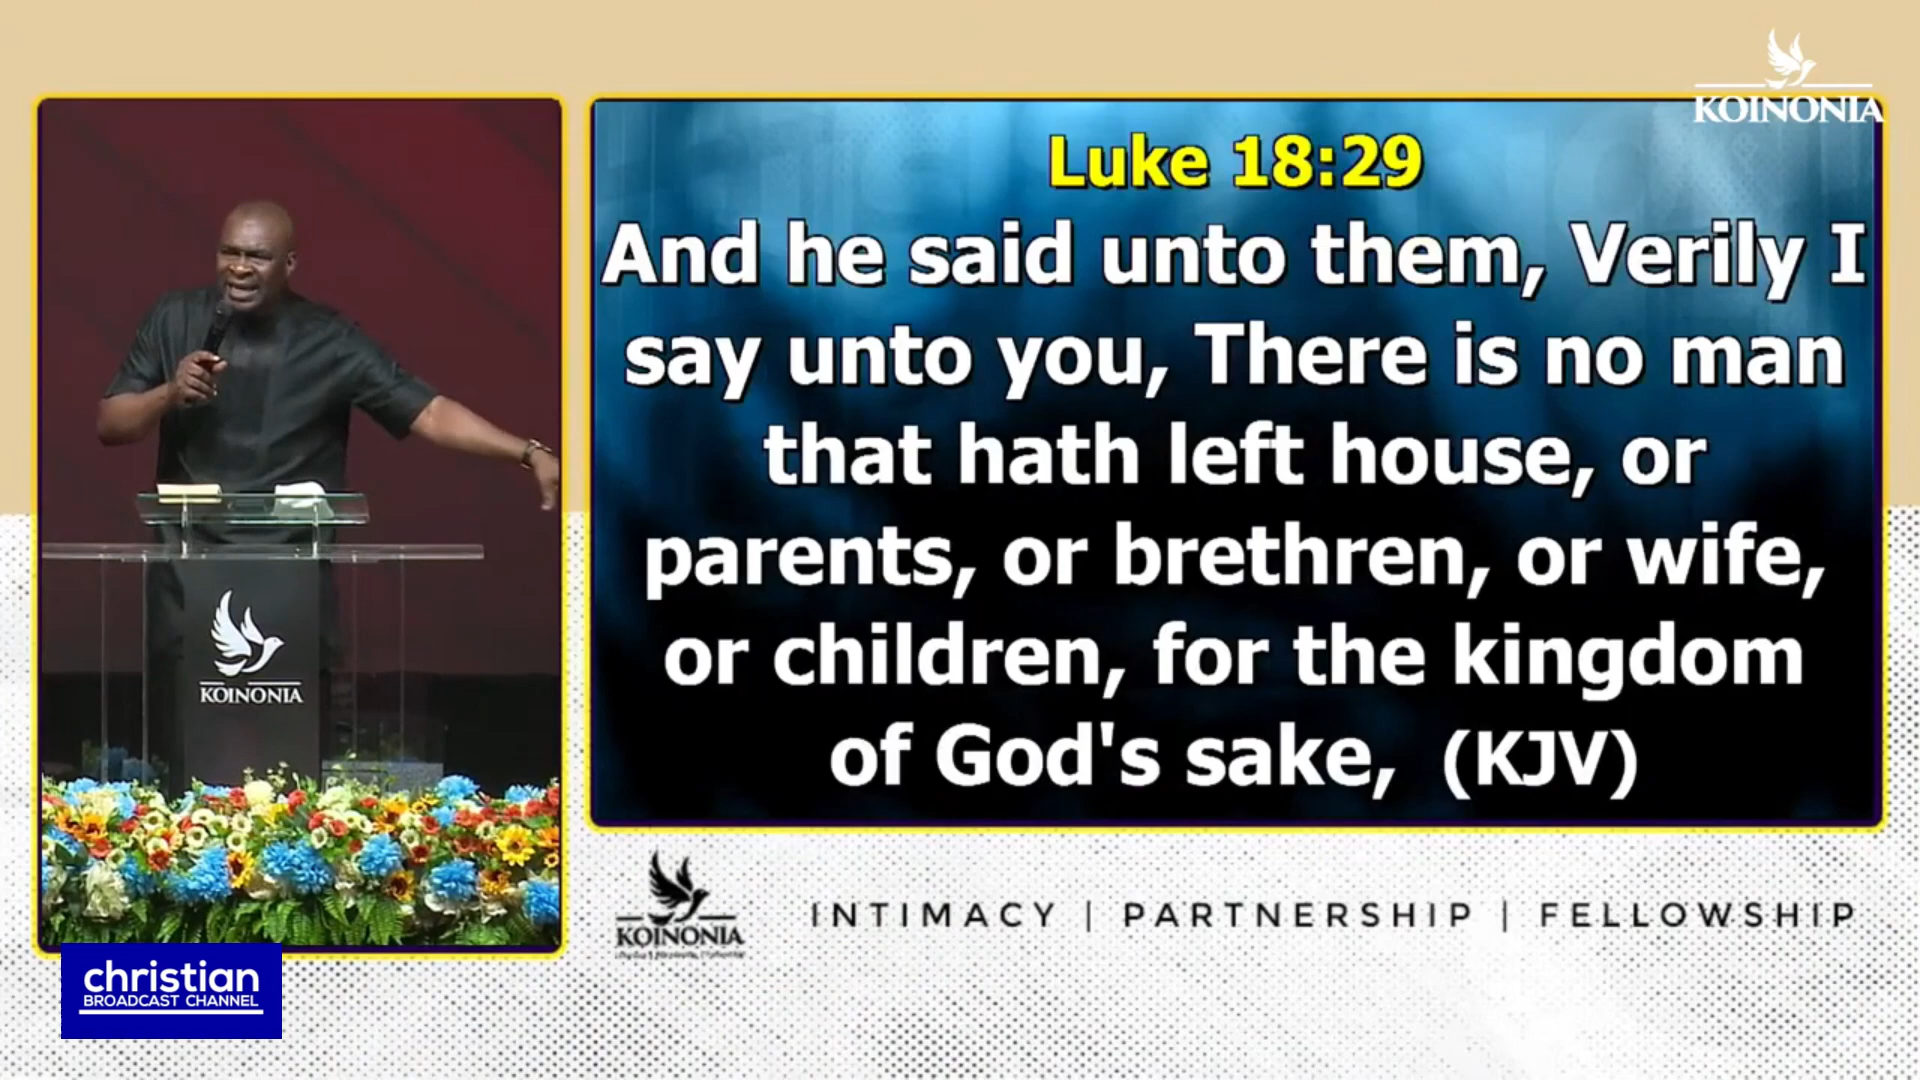 KOINONIA
Luke 18:29
And he said unto them, Verily I
say unto you, There is no man
that hath left house, or
parents, or brethren, or wife,
or children, for the kingdom
of God's sake, (KJV)
KOINONIA
KOINONIA
INTIMACY | PARTNERSHIP | FELLOWSHIP
christian
BROADCAST CHANNEL